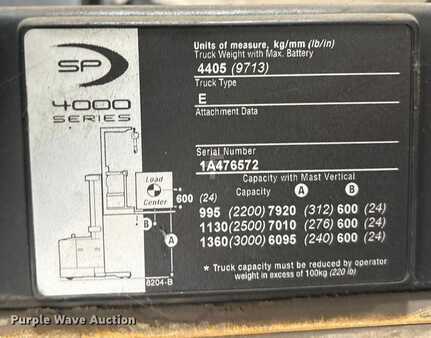 SP
4000
SERIES
Units of measure, kg/mm (lb/in)
Truck Weight with Max. Battery
4405 (9713)
Truck Type
E
Attachment Data
Serial Number
1A476572
Capacity with Mast Vertical
Capacity A B
995 (2200) 7920 (312) 600 (24)
1130 (2500) 7010 (276) 600 (24)
1360 (3000) 6095 (240) 600 (24)
* Truck capacity must be reduced by operator
weight in excess of 100kg (220 lb)
Load
Center
600 (24)
B
A
8204-B
Purple Wave Auction